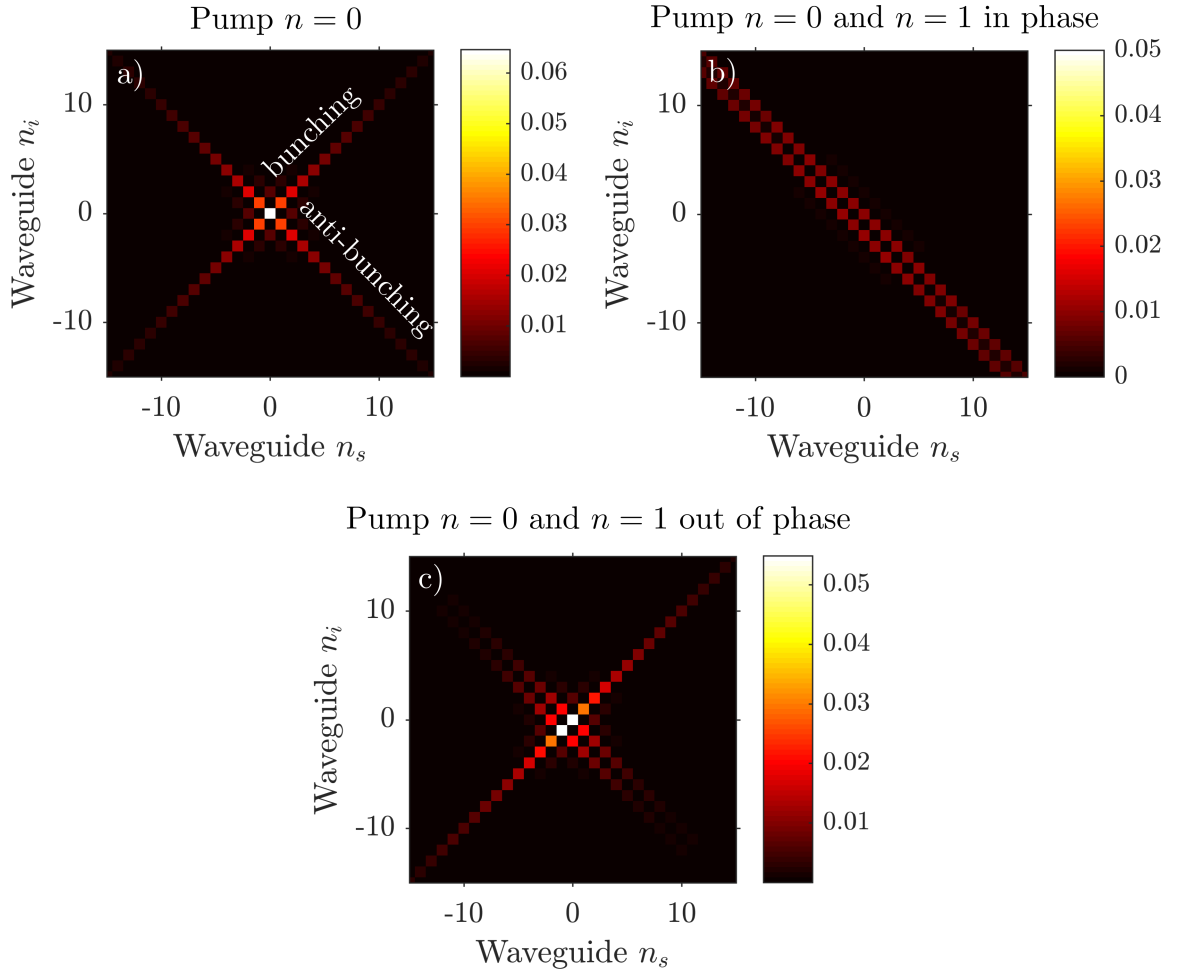 Pump n = 0
a)
bunching
anti-bunching
10
0
-10
Waveguide n_i
-10 0 10
Waveguide n_s
0.06
0.05
0.04
0.03
0.02
0.01
Pump n = 0 and n = 1 in phase
b)
10
0
-10
Waveguide n_i
-10 0 10
Waveguide n_s
0.05
0.04
0.03
0.02
0.01
0
Pump n = 0 and n = 1 out of phase
c)
10
0
-10
Waveguide n_i
-10 0 10
Waveguide n_s
0.05
0.04
0.03
0.02
0.01